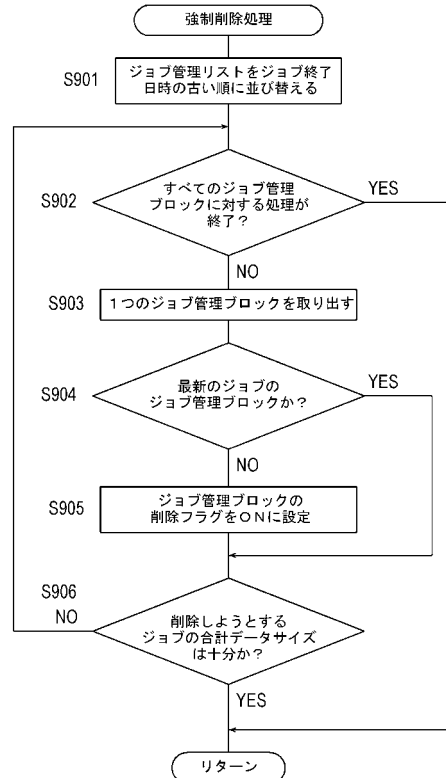 強制削除処理
S901
ジョブ管理リストをジョブ終了
日時の古い順に並び替える
S902
すべてのジョブ管理
ブロックに対する処理が
終了?
YES
NO
S903
1つのジョブ管理ブロックを取り出す
S904
最新のジョブの
ジョブ管理ブロックか?
YES
NO
S905
ジョブ管理ブロックの
削除フラグをONに設定
S906
NO
削除しようとする
ジョブの合計データサイズ
は十分か?
YES
リターン